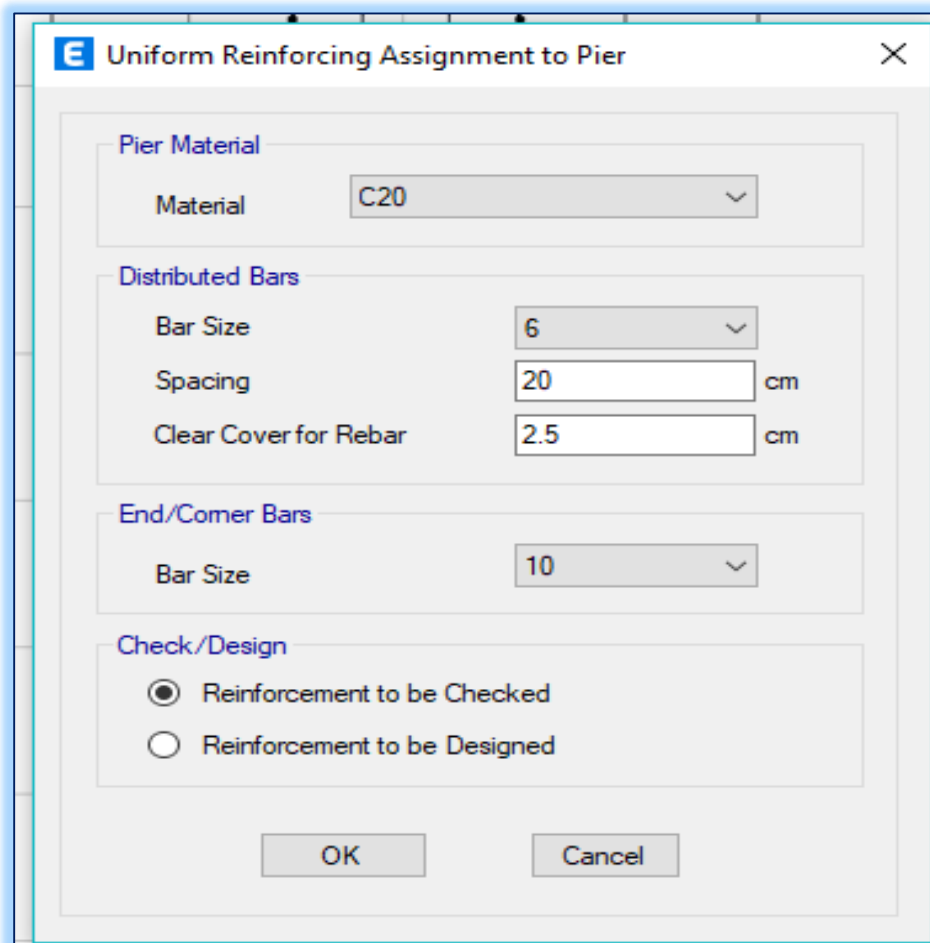 E Uniform Reinforcing Assignment to Pier
Pier Material
Material C20
Distributed Bars
Bar Size 6
Spacing 20 cm
Clear Cover for Rebar 2.5 cm
End/Corner Bars
Bar Size 10
Check/Design
Reinforcement to be Checked
Reinforcement to be Designed
OK Cancel